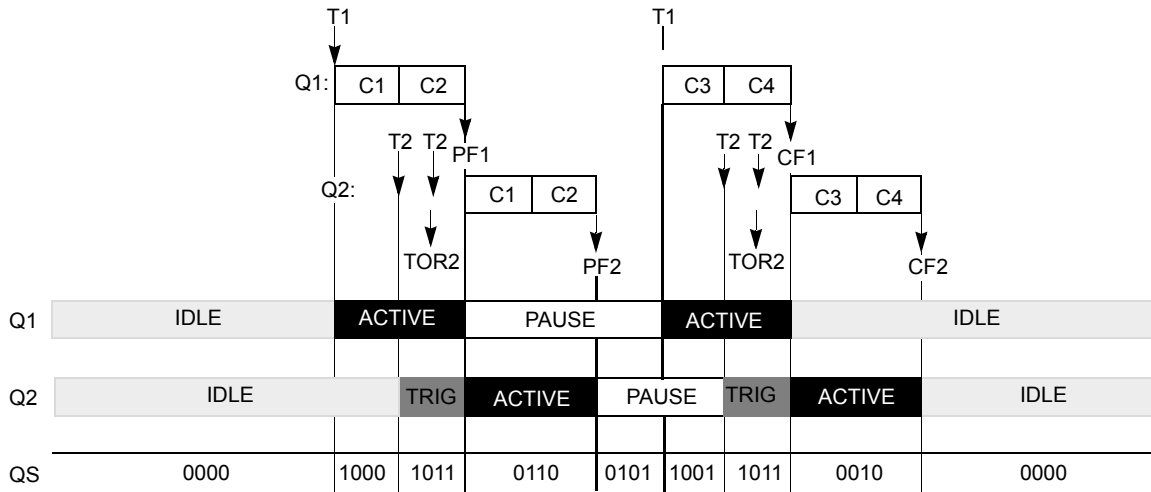 T1 T1
Q1: C1 C2 C3 C4
T2 T2 PF1 T2 T2 CF1
Q2: C1 C2 C3 C4
TOR2 PF2 TOR2 CF2
Q1 IDLE ACTIVE PAUSE ACTIVE IDLE
Q2 IDLE TRIG ACTIVE PAUSE TRIG ACTIVE IDLE
QS 0000 1000 1011 0110 0101 1001 1011 0010 0000